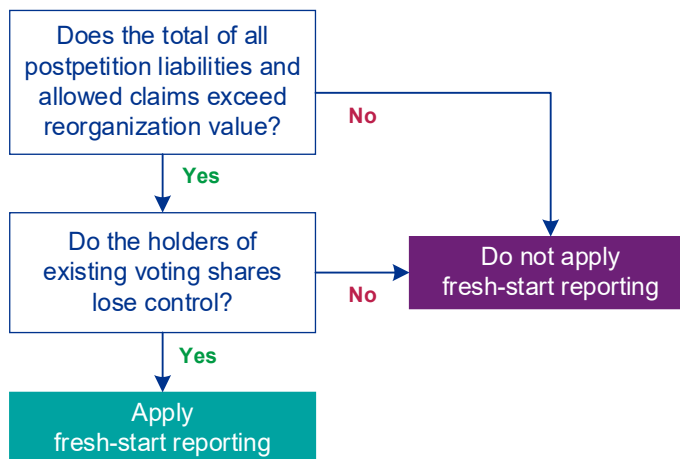 Does the total of all
postpetition liabilities and
allowed claims exceed
reorganization value?
No
Yes
Do the holders of
existing voting shares
lose control?
No
Do not apply
fresh-start reporting
Yes
Apply
fresh-start reporting